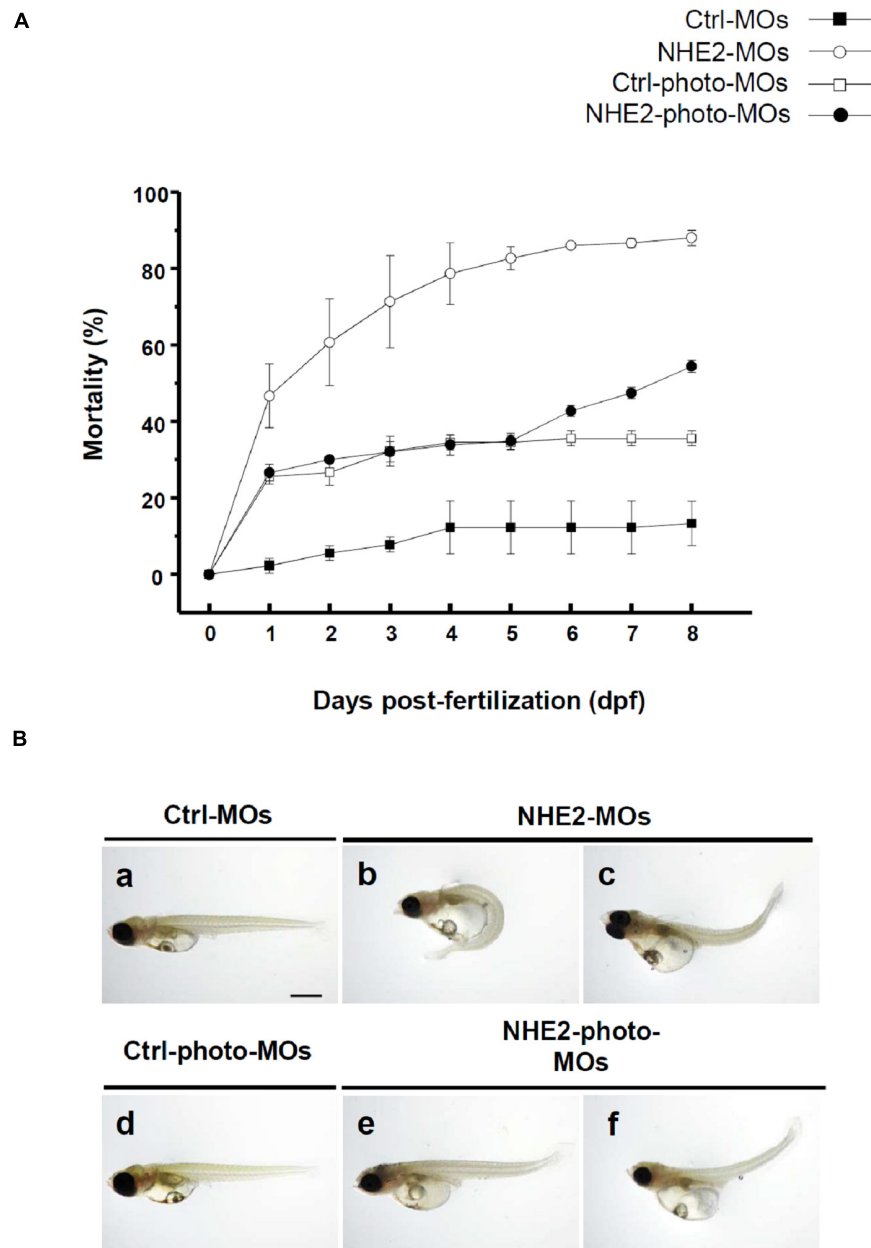 A
Ctrl-MOs
NHE2-MOs
Ctrl-photo-MOs
NHE2-photo-MOs
100
80
60
40
20
0
Mortality (%)
0 1 2 3 4 5 6 7 8
Days post-fertilization (dpf)
B
Ctrl-MOs
NHE2-MOs
a b c
Ctrl-photo-MOs
NHE2-photo-
MOs
d e f